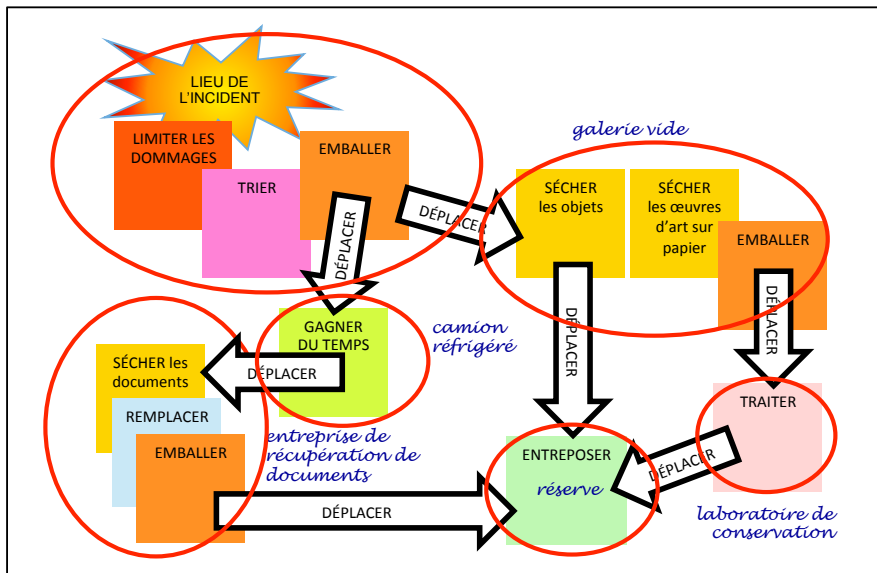 LIEU DE
L'INCIDENT
LIMITER LES
DOMMAGES
TRIER
EMBALLER
DÉPLACER
DÉPLACER
galerie vide
SÉCHER
les objets
SÉCHER
les œuvres
d'art sur
papier
EMBALLER
DÉPLACER
DÉPLACER
GAGNER
DU TEMPS
camion
réfrigéré
DÉPLACER
SÉCHER les
documents
REMPLACER
EMBALLER
entreprise de
récupération de
documents
DÉPLACER
ENTREPOSER
réserve
DÉPLACER
TRAITER
laboratoire de
conservation